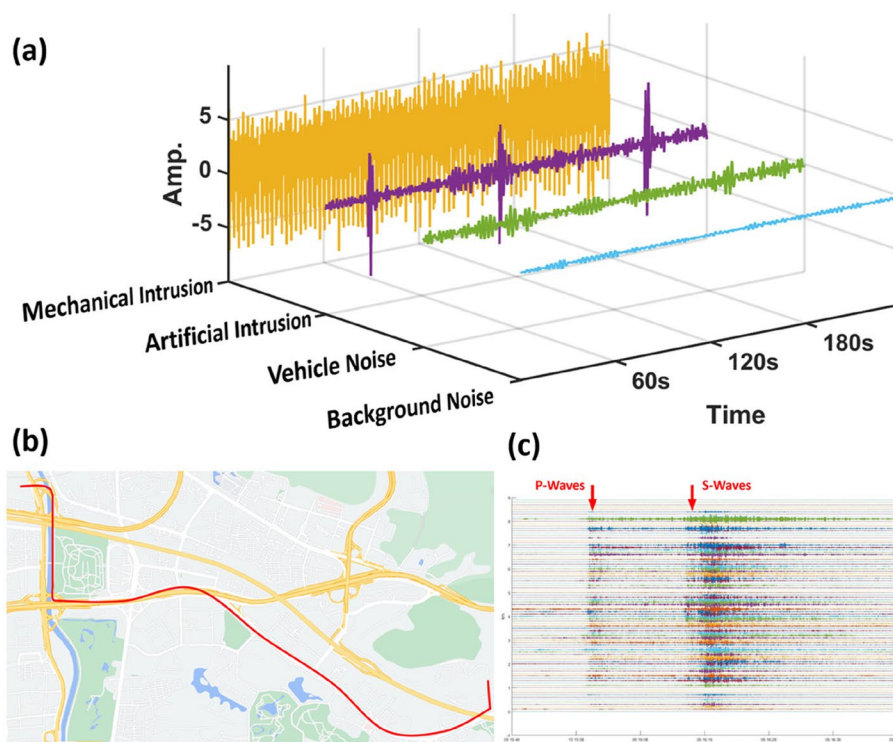 (a)
5
0
-5
Amp.
Mechanical Intrusion
Artificial Intrusion
Vehicle Noise
Background Noise
60s
120s
180s
Time
(b)
(c)
P-Waves
S-Waves